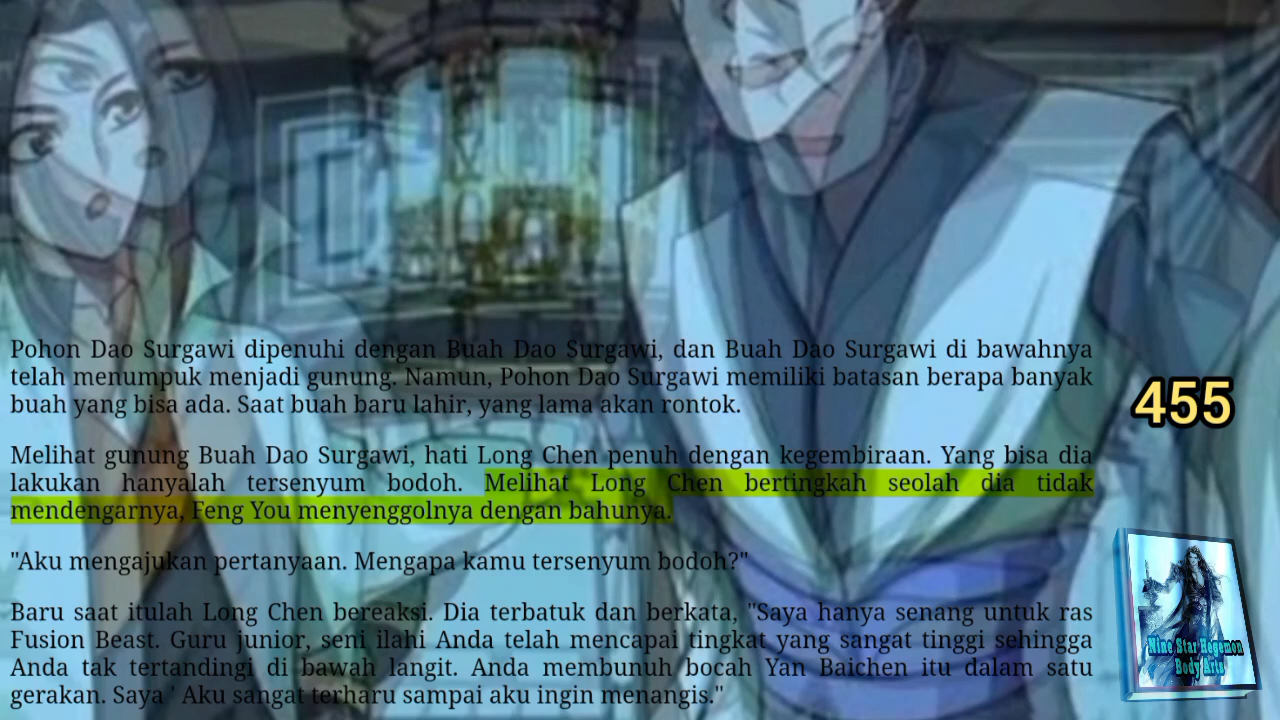 Pohon Dao Surgawi dipenuhi dengan Buah Dao Surgawi, dan Buah Dao Surgawi di bawahnya
telah menumpuk menjadi gunung. Namun, Pohon Dao Surgawi memiliki batasan berapa banyak
buah yang bisa ada. Saat buah baru lahir, yang lama akan rontok.
Melihat gunung Buah Dao Surgawi, hati Long Chen penuh dengan kegembiraan. Yang bisa dia
lakukan hanyalah tersenyum bodoh. Melihat Long Chen bertingkah seolah dia tidak
mendengarnya, Feng You menyenggolnya dengan bahunya.
"Aku mengajukan pertanyaan. Mengapa kamu tersenyum bodoh?"
Baru saat itulah Long Chen bereaksi. Dia terbatuk dan berkata, "Saya hanya senang untuk ras
Fusion Beast. Guru junior, seni ilahi Anda telah mencapai tingkat yang sangat tinggi sehingga
Anda tak tertandingi di bawah langit. Anda membunuh bocah Yan Baichen itu dalam satu
gerakan. Saya ' Aku sangat terharu sampai aku ingin menangis."
455
Nine Star Hegemon
Body Arts